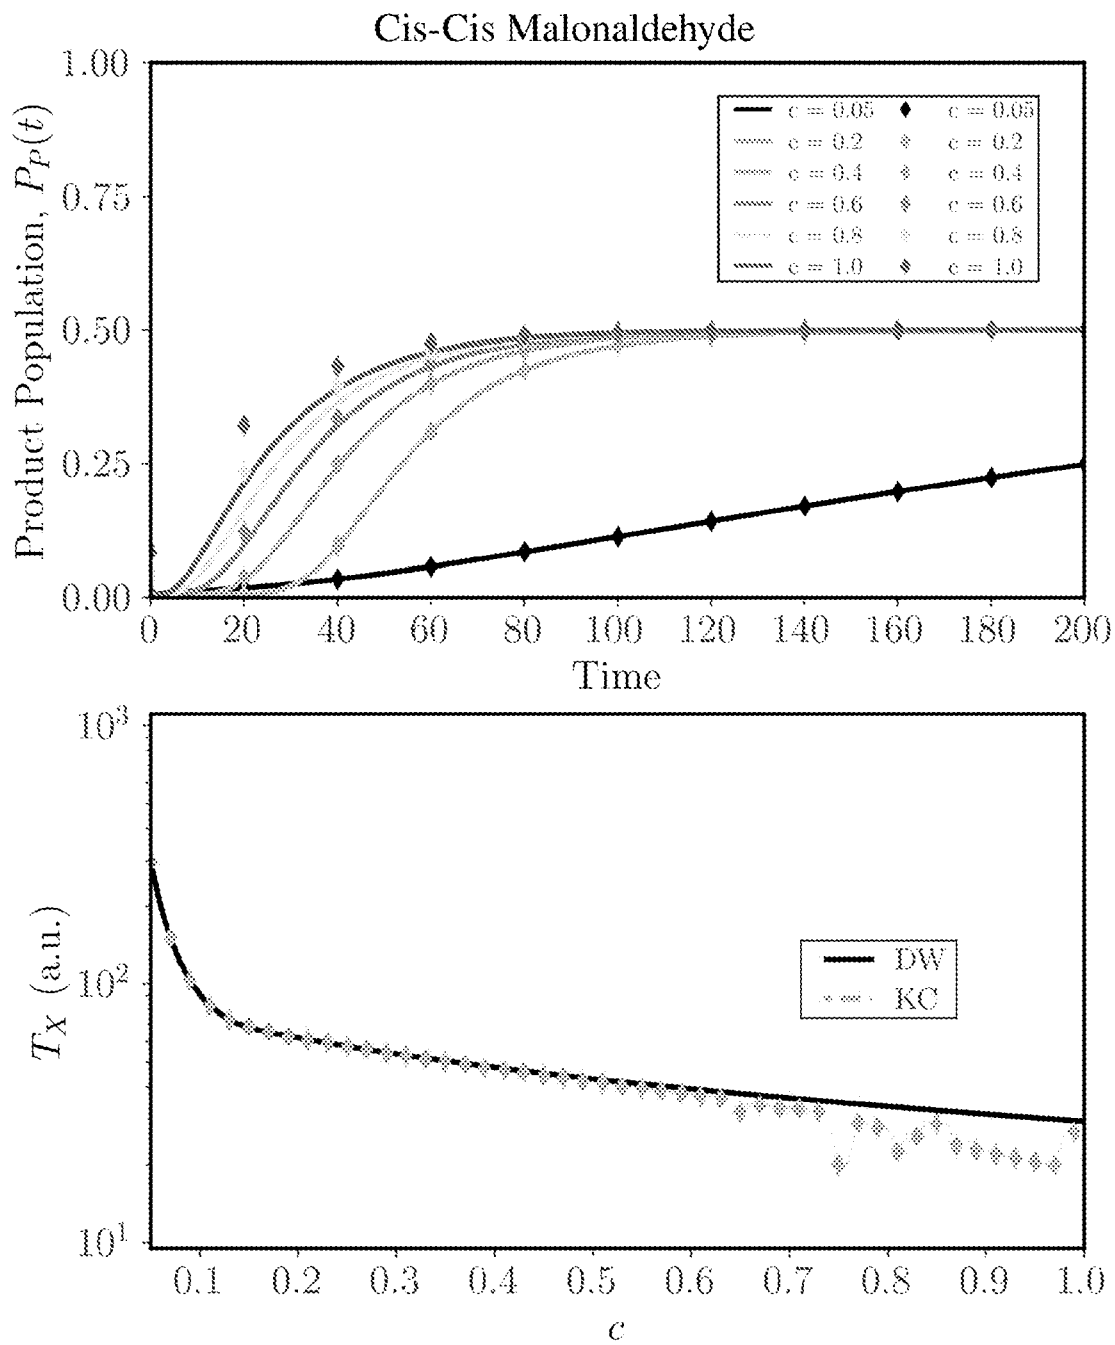 Cis-Cis Malonaldehyde
1.00
0.75
0.50
0.25
0.00
Product Population, P_P(t)
c = 0.05 c = 0.05
c = 0.2 c = 0.2
c = 0.4 c = 0.4
c = 0.6 c = 0.6
c = 0.8 c = 0.8
c = 1.0 c = 1.0
0 20 40 60 80 100 120 140 160 180 200
Time
10^3
10^2
10^1
T_X (a.u.)
DW
KC
0.1 0.2 0.3 0.4 0.5 0.6 0.7 0.8 0.9 1.0
c